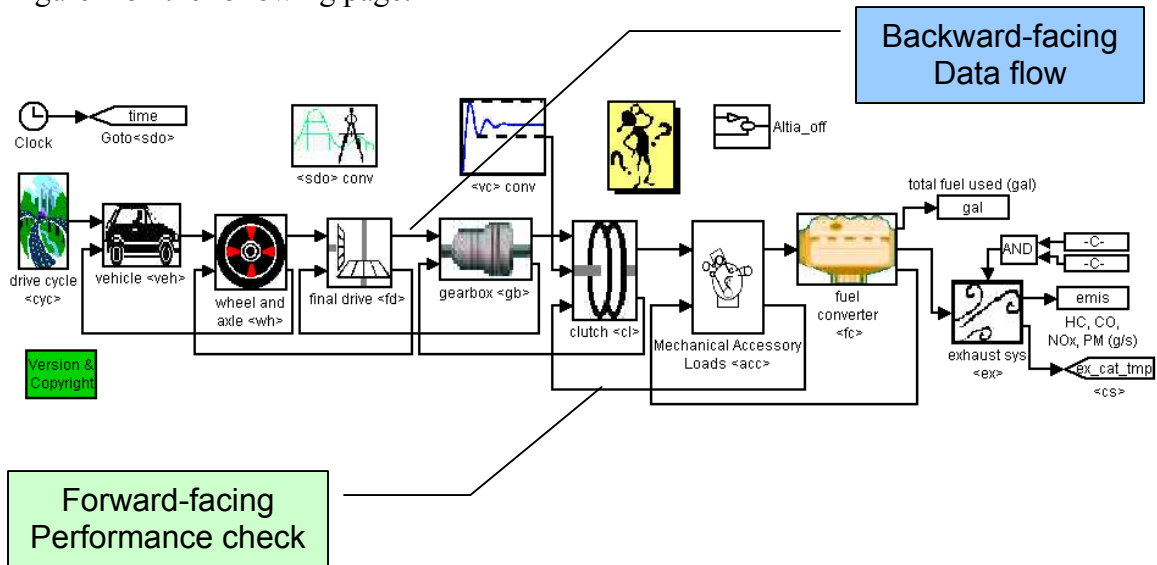 Backward-facing
Data flow
time
Goto<sdo>
Clock
<sdo> conv
<vc> conv
Altia_off
total fuel used (gal)
gal
AND
-C-
-C-
drive cycle
<cyc>
vehicle <veh>
wheel and
axle <wh>
final drive <fd>
gearbox <gb>
clutch <cl>
Mechanical Accessory
Loads <acc>
fuel
converter
<fc>
exhaust sys
<ex>
emis
HC, CO,
NOx, PM (g/s)
ex_cat_tmp
<cs>
Version &
Copyright
Forward-facing
Performance check